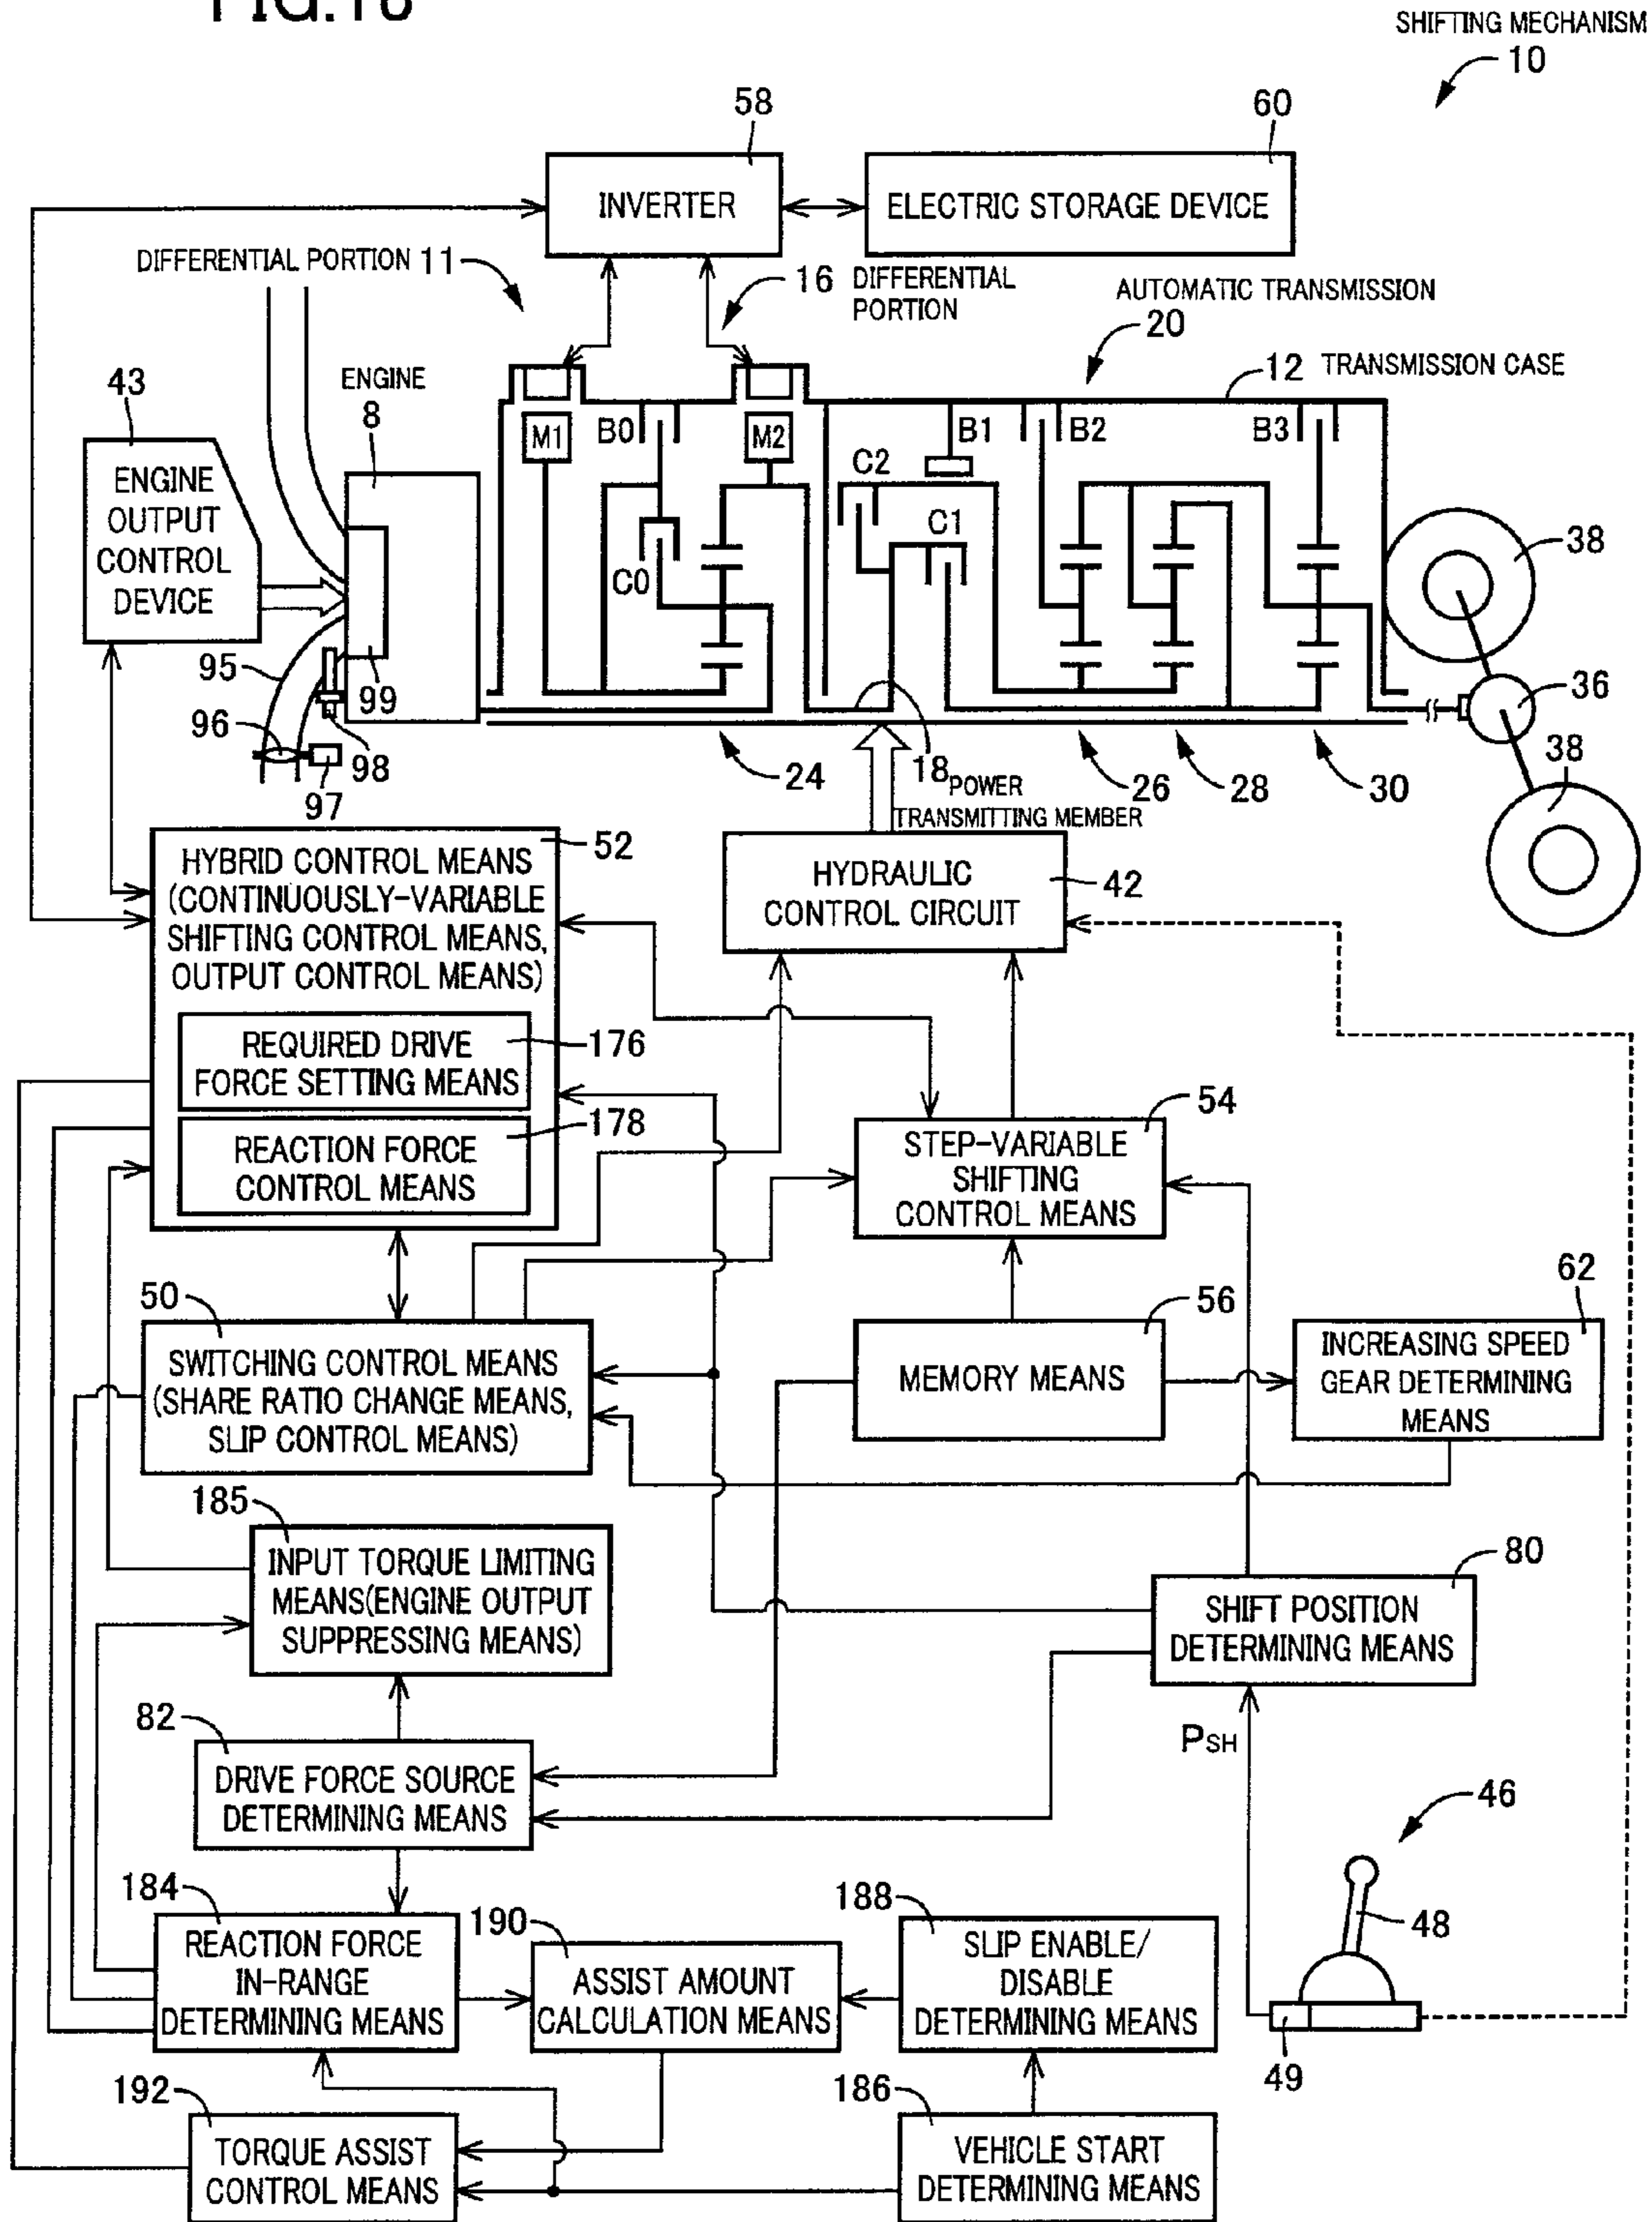 FIG.18
SHIFTING MECHANISM
10
58
60
INVERTER
ELECTRIC STORAGE DEVICE
DIFFERENTIAL PORTION 11
16 DIFFERENTIAL
PORTION
AUTOMATIC TRANSMISSION
20
12 TRANSMISSION CASE
43
ENGINE
8
ENGINE
OUTPUT
CONTROL
DEVICE
M1
B0
M2
B1
B2
B3
C2
C1
C0
38
95
99
96
98
97
36
38
24
18
POWER
TRANSMITTING MEMBER
26
28
30
52
HYBRID CONTROL MEANS
(CONTINUOUSLY-VARIABLE
SHIFTING CONTROL MEANS,
OUTPUT CONTROL MEANS)
HYDRAULIC
CONTROL CIRCUIT
42
REQUIRED DRIVE
FORCE SETTING MEANS
176
REACTION FORCE
CONTROL MEANS
178
54
STEP-VARIABLE
SHIFTING
CONTROL MEANS
50
SWITCHING CONTROL MEANS
(SHARE RATIO CHANGE MEANS,
SLIP CONTROL MEANS)
56
MEMORY MEANS
62
INCREASING SPEED
GEAR DETERMINING
MEANS
185
INPUT TORQUE LIMITING
MEANS(ENGINE OUTPUT
SUPPRESSING MEANS)
80
SHIFT POSITION
DETERMINING MEANS
82
DRIVE FORCE SOURCE
DETERMINING MEANS
PSH
46
184
REACTION FORCE
IN-RANGE
DETERMINING MEANS
190
ASSIST AMOUNT
CALCULATION MEANS
188
SLIP ENABLE/
DISABLE
DETERMINING MEANS
48
49
192
TORQUE ASSIST
CONTROL MEANS
186
VEHICLE START
DETERMINING MEANS